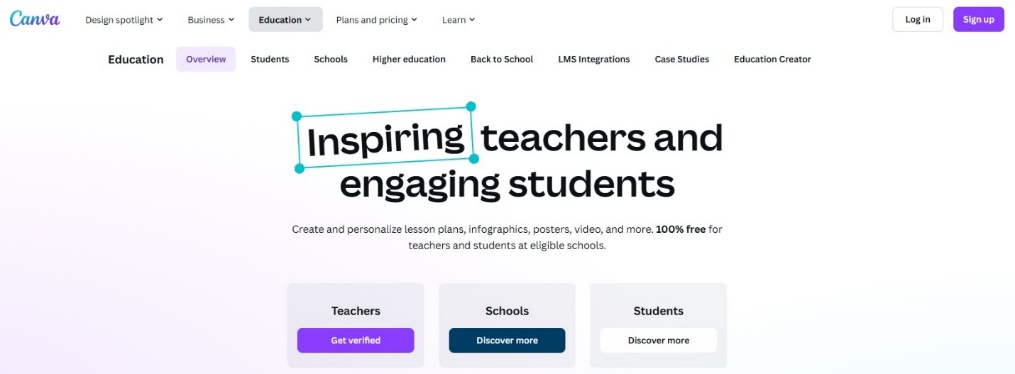 Canva Design spotlight Business Education Plans and pricing Learn Log in Sign up
Education Overview Students Schools Higher education Back to School LMS Integrations Case Studies Education Creator
Inspiring teachers and
engaging students
Create and personalize lesson plans, infographics, posters, video, and more. 100% free for
teachers and students at eligible schools.
Teachers Schools Students
Get verified Discover more Discover more